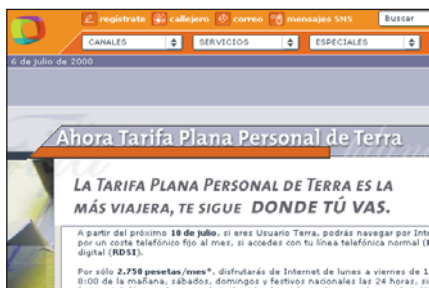 regístrate callejero correo mensajes SMS Buscar
CANALES SERVICIOS ESPECIALES
6 de julio de 2000
Ahora Tarifa Plana Personal de Terra
LA TARIFA PLANA PERSONAL DE TERRA ES LA
MÁS VIAJERA, TE SIGUE DONDE TÚ VAS.
A partir del próximo 10 de julio, si eres Usuario Terra, podrás navegar por Inte
por un coste telefónico fijo al mes, si accedes con tu línea telefónica normal (
digital (RDSI).
Por sólo 2.750 pesetas/mes*, disfrutarás de Internet de lunes a viernes de 1
8:00 de la mañana, sábados, domingos y festivos nacionales las 24 horas, si